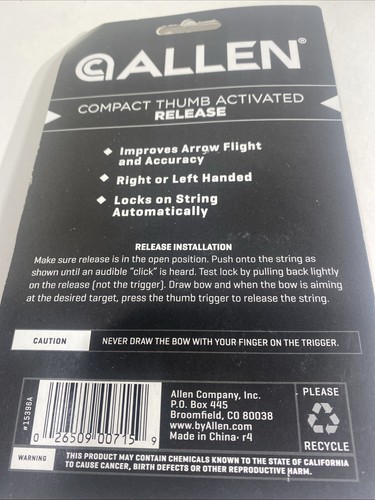 ALLEN®
COMPACT THUMB ACTIVATED
RELEASE
◆ Improves Arrow Flight
and Accuracy
◆ Right or Left Handed
◆ Locks on String
Automatically
RELEASE INSTALLATION
Make sure release is in the open position. Push onto the string as
shown until an audible "click" is heard. Test lock by pulling back lightly
on the release (not the trigger). Draw bow and when the bow is aiming
at the desired target, press the thumb trigger to release the string.
CAUTION NEVER DRAW THE BOW WITH YOUR FINGER ON THE TRIGGER.
#15396A
0 26509 00715 9
Allen Company, Inc.
P.O. Box 445
Broomfield, CO 80038
www.byAllen.com
Made in China· r4
PLEASE
RECYCLE
WARNING THIS PRODUCT MAY CONTAIN CHEMICALS KNOWN TO THE STATE OF CALIFORNIA
TO CAUSE CANCER, BIRTH DEFECTS OR OTHER REPRODUCTIVE HARM.